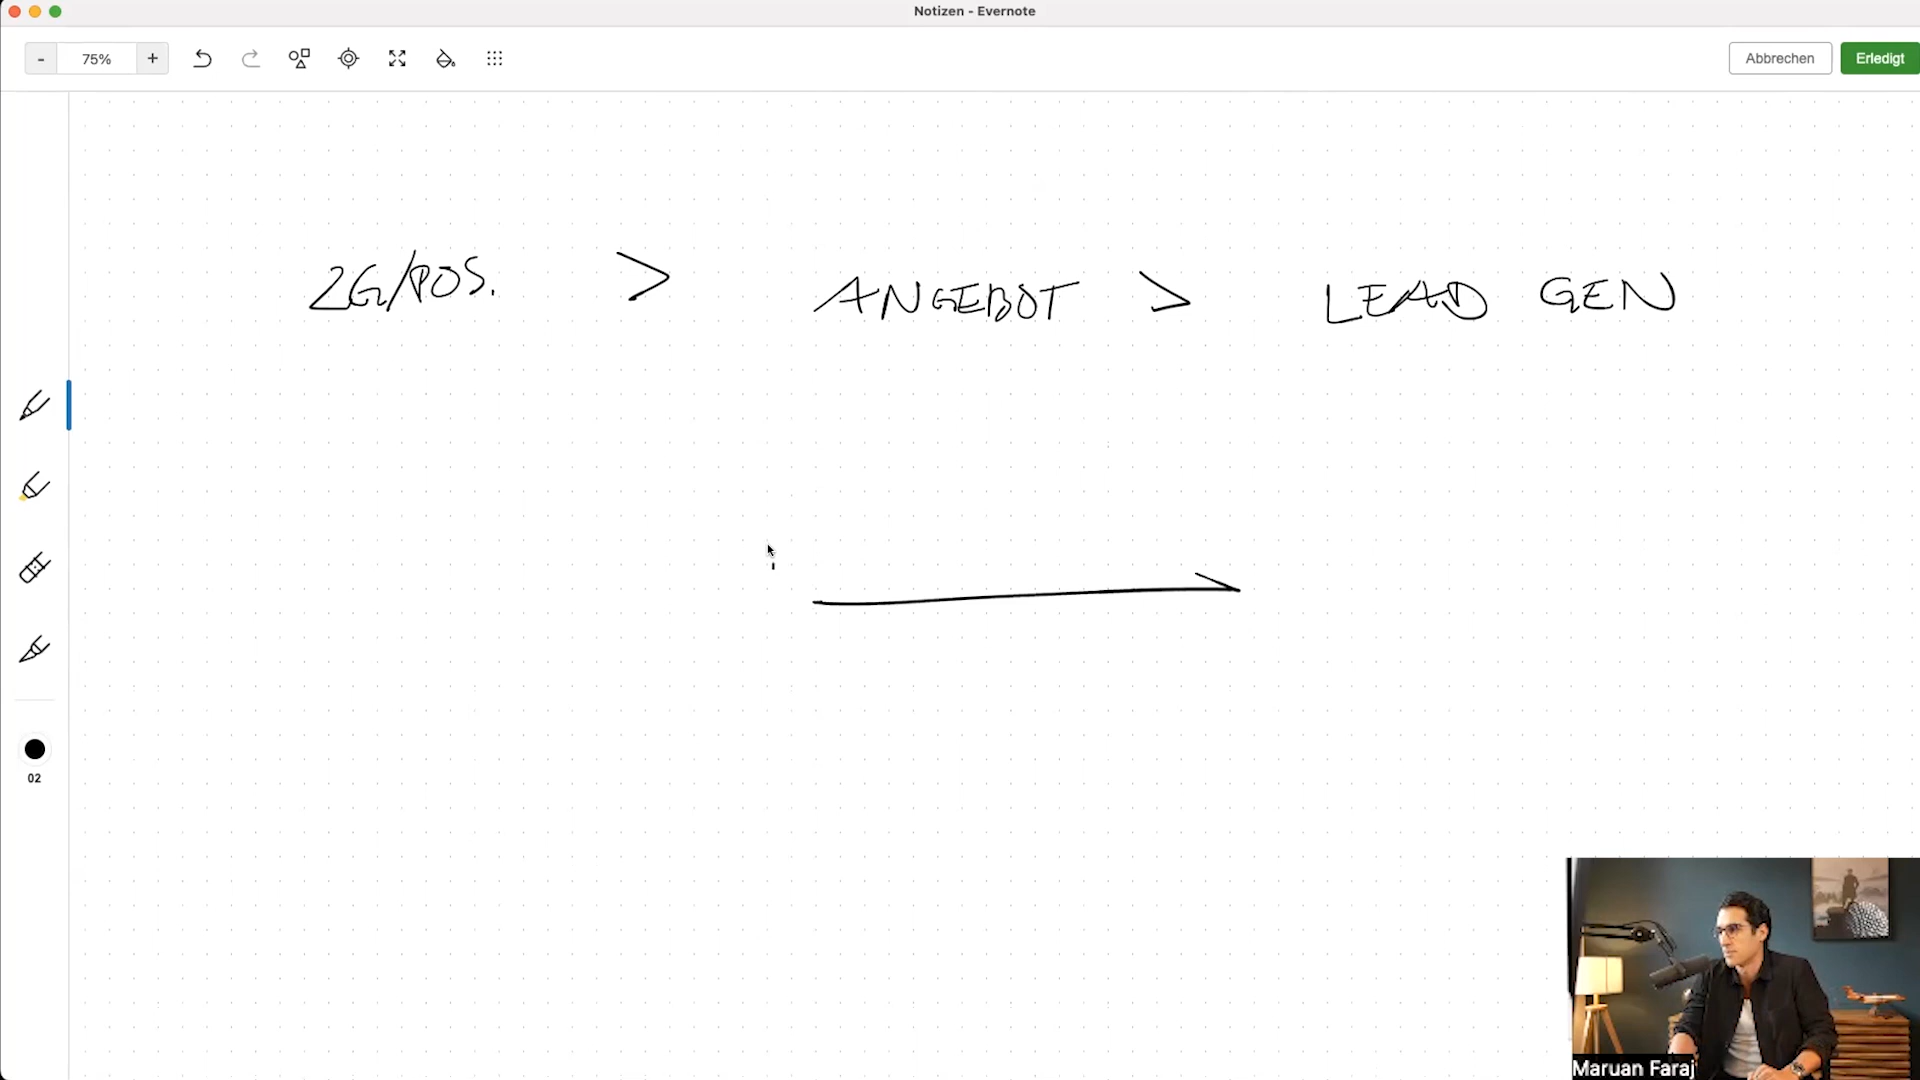 Notizen - Evernote
- 75% + Abbrechen Erledigt
ZG/POS. > ANGEBOT > LEAD GEN
02
Maruan Faraj